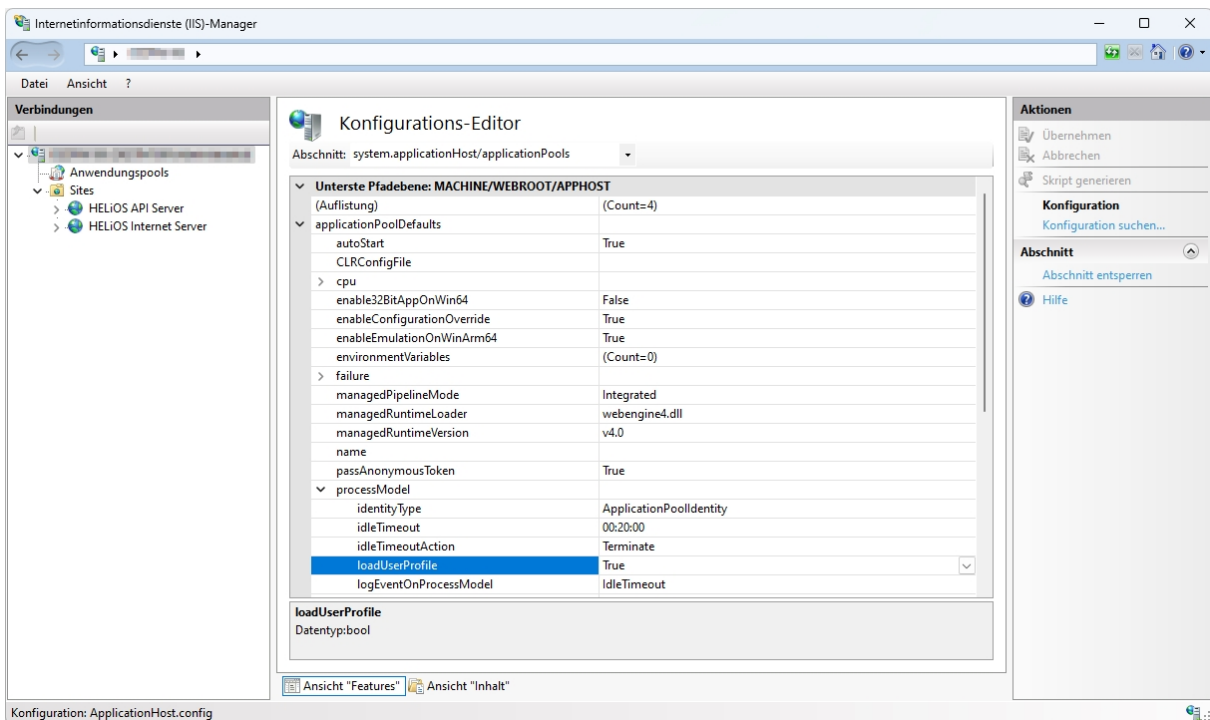 Internetinformationsdienste (IIS)-Manager
Datei Ansicht ?
Verbindungen
Anwendungspools
Sites
HELiOS API Server
HELiOS Internet Server
Konfigurations-Editor
Abschnitt: system.applicationHost/applicationPools
Unterste Pfadebene: MACHINE/WEBROOT/APPHOST
(Auflistung) (Count=4)
applicationPoolDefaults
autoStart True
CLRConfigFile
cpu
enable32BitAppOnWin64 False
enableConfigurationOverride True
enableEmulationOnWinArm64 True
environmentVariables (Count=0)
failure
managedPipelineMode Integrated
managedRuntimeLoader webengine4.dll
managedRuntimeVersion v4.0
name
passAnonymousToken True
processModel
identityType ApplicationPoolIdentity
idleTimeout 00:20:00
idleTimeoutAction Terminate
loadUserProfile True
logEventOnProcessModel IdleTimeout
loadUserProfile
Datentyp:bool
Ansicht "Features" Ansicht "Inhalt"
Aktionen
Übernehmen
Abbrechen
Skript generieren
Konfiguration
Konfiguration suchen...
Abschnitt
Abschnitt entsperren
Hilfe
Konfiguration: ApplicationHost.config